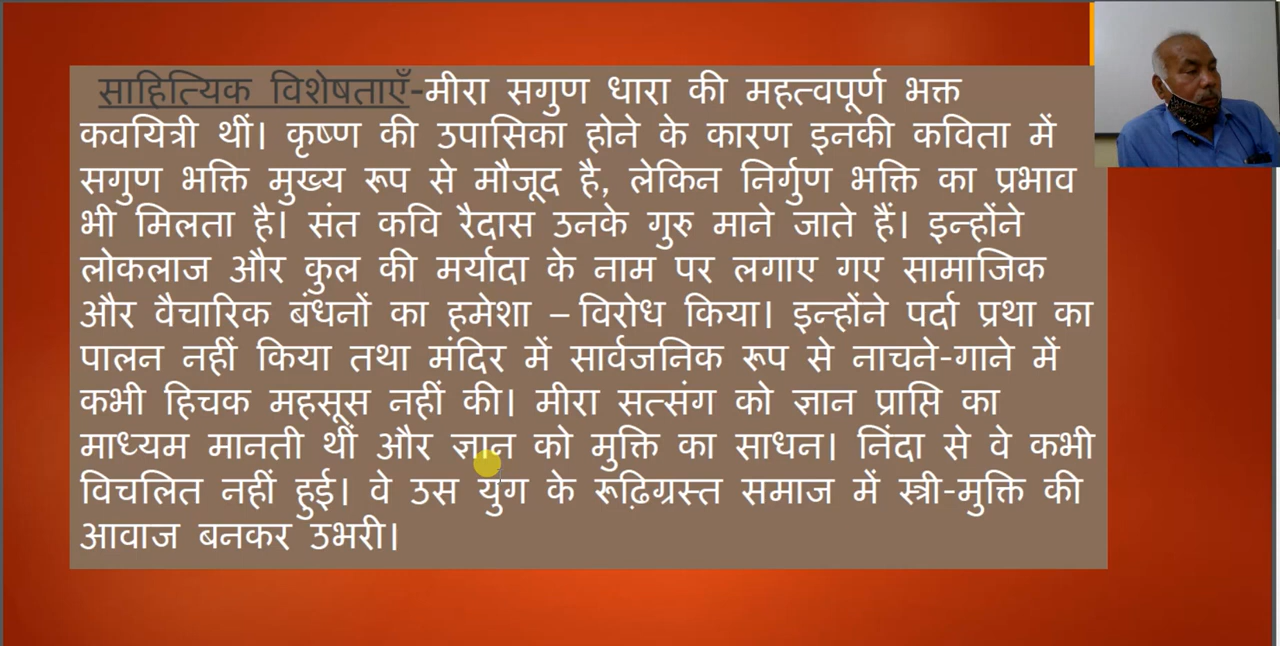 साहित्यिक विशेषताएँ-मीरा सगुण धारा की महत्वपूर्ण भक्त
कवयित्री थीं। कृष्ण की उपासिका होने के कारण इनकी कविता में
सगुण भक्ति मुख्य रूप से मौजूद है, लेकिन निर्गुण भक्ति का प्रभाव
भी मिलता है। संत कवि रैदास उनके गुरु माने जाते हैं। इन्होंने
लोकलाज और कुल की मर्यादा के नाम पर लगाए गए सामाजिक
और वैचारिक बंधनों का हमेशा – विरोध किया। इन्होंने पर्दा प्रथा का
पालन नहीं किया तथा मंदिर में सार्वजनिक रूप से नाचने-गाने में
कभी हिचक महसूस नहीं की। मीरा सत्संग को ज्ञान प्राप्ति का
माध्यम मानती थीं और ज्ञान को मुक्ति का साधन। निंदा से वे कभी
विचलित नहीं हुई। वे उस युग के रूढ़िग्रस्त समाज में स्त्री-मुक्ति की
आवाज बनकर उभरी।